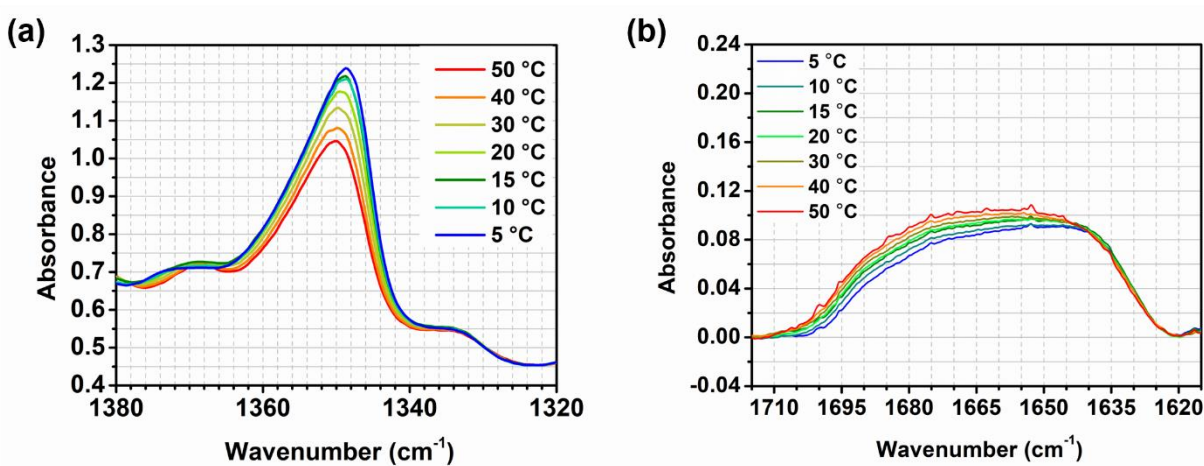 (a)
1.3
1.2
1.1
1.0
0.9
0.8
0.7
0.6
0.5
0.4
Absorbance
1380
1360
1340
1320
Wavenumber (cm⁻¹)
50 °C
40 °C
30 °C
20 °C
15 °C
10 °C
5 °C
(b)
0.24
0.20
0.16
0.12
0.08
0.04
0.00
-0.04
Absorbance
1710
1695
1680
1665
1650
1635
1620
Wavenumber (cm⁻¹)
5 °C
10 °C
15 °C
20 °C
30 °C
40 °C
50 °C